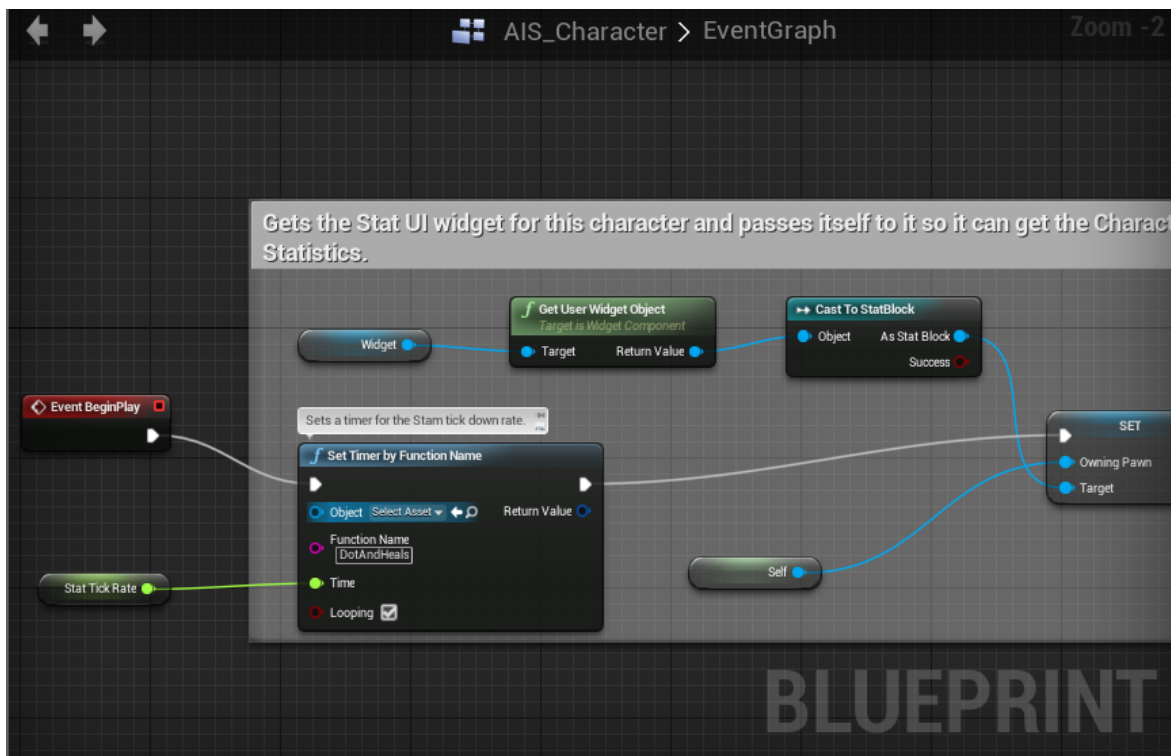 AIS_Character > EventGraph
Zoom -2
Gets the Stat UI widget for this character and passes itself to it so it can get the Charact
Statistics.
Get User Widget Object
Target is Widget Component
Target Return Value
Widget
Cast To StatBlock
Object As Stat Block
Success
Event BeginPlay
Sets a timer for the Stam tick down rate.
Set Timer by Function Name
Object Select Asset Return Value
Function Name
DotAndHeals
Time
Looping
Stat Tick Rate
SET
Owning Pawn
Target
Self
BLUEPRINT